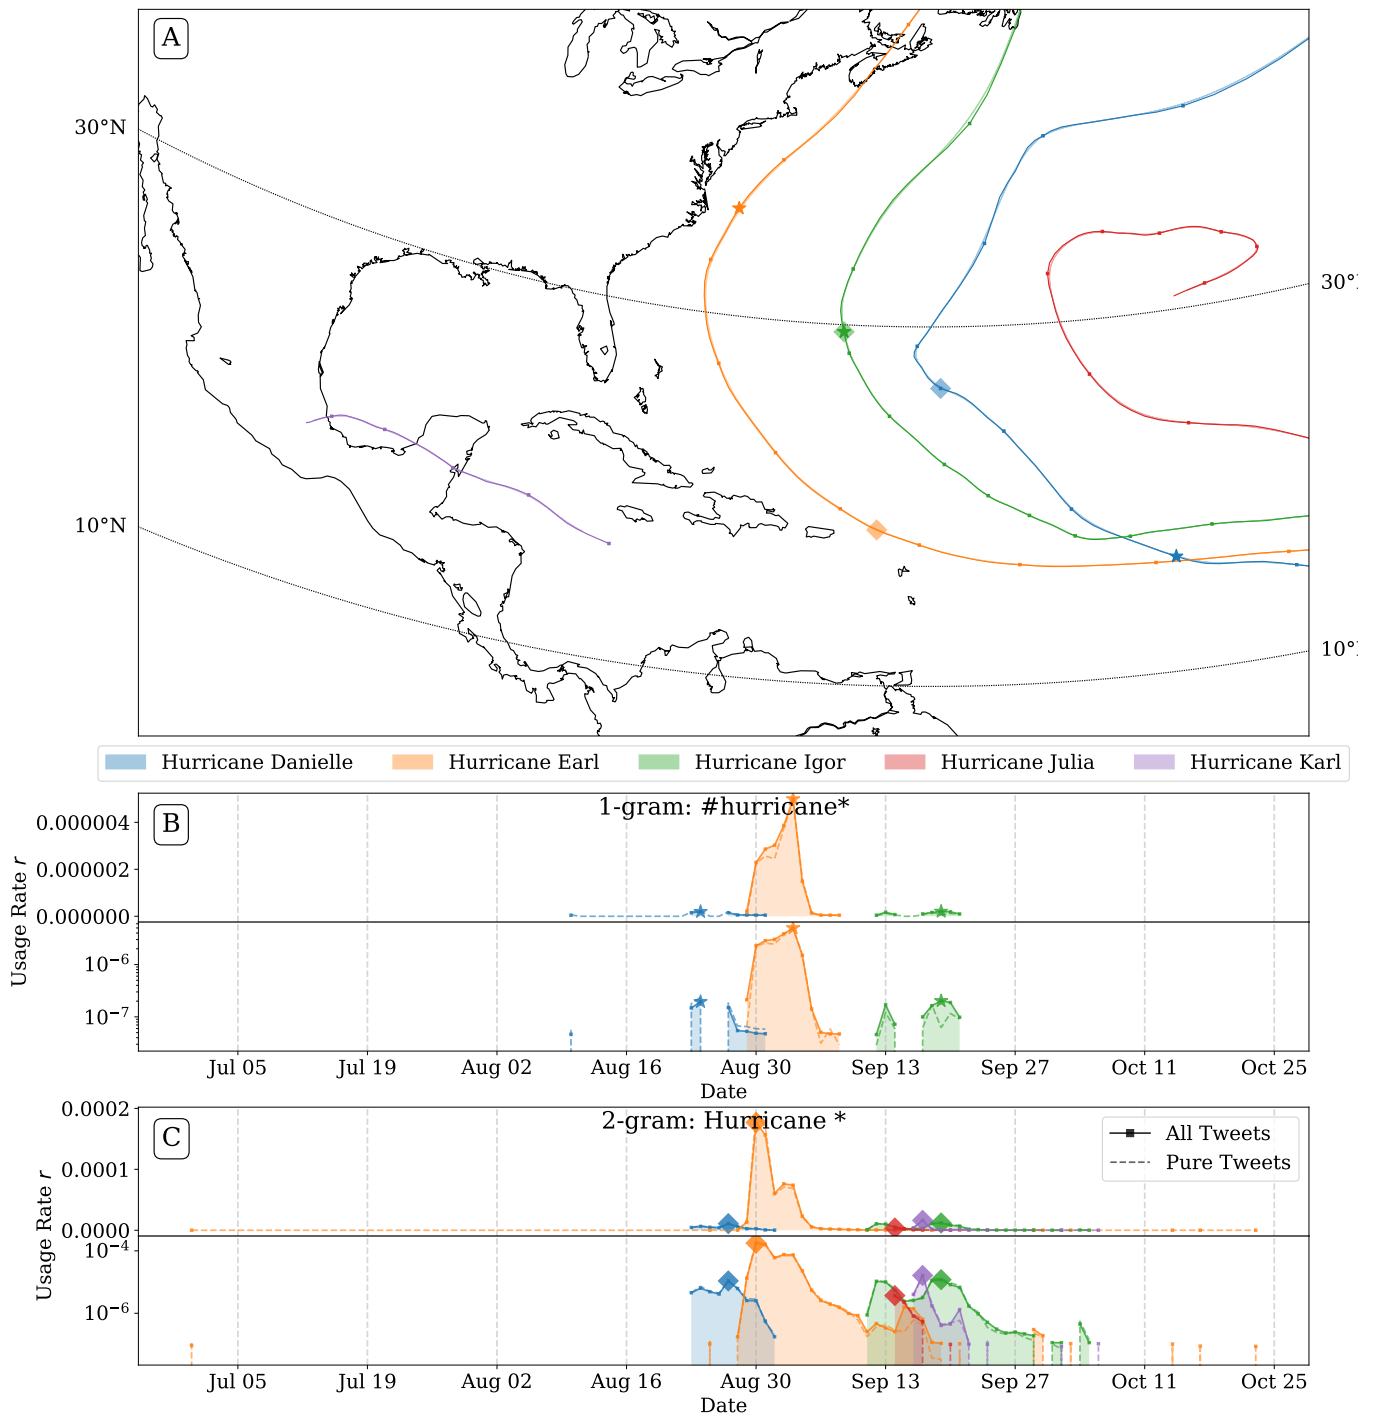 A
30°N
10°N
30°
10°
Hurricane Danielle Hurricane Earl Hurricane Igor Hurricane Julia Hurricane Karl
B
1-gram: #hurricane*
0.000004
0.000002
0.000000
10⁻⁶
10⁻⁷
Usage Rate r
Jul 05 Jul 19 Aug 02 Aug 16 Aug 30 Sep 13 Sep 27 Oct 11 Oct 25
Date
C
2-gram: Hurricane *
All Tweets
Pure Tweets
0.0002
0.0001
0.0000
10⁻⁴
10⁻⁶
Usage Rate r
Jul 05 Jul 19 Aug 02 Aug 16 Aug 30 Sep 13 Sep 27 Oct 11 Oct 25
Date